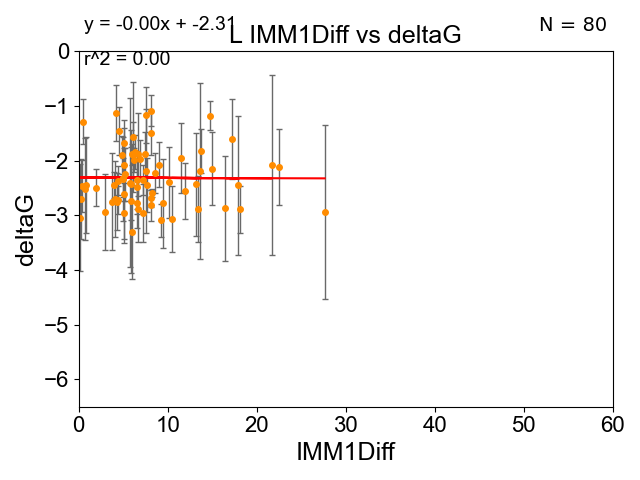 y = -0.00x + -2.31
N = 80
L IMM1Diff vs deltaG
r^2 = 0.00
0
−1
−2
−3
−4
−5
−6
deltaG
0 10 20 30 40 50 60
IMM1Diff